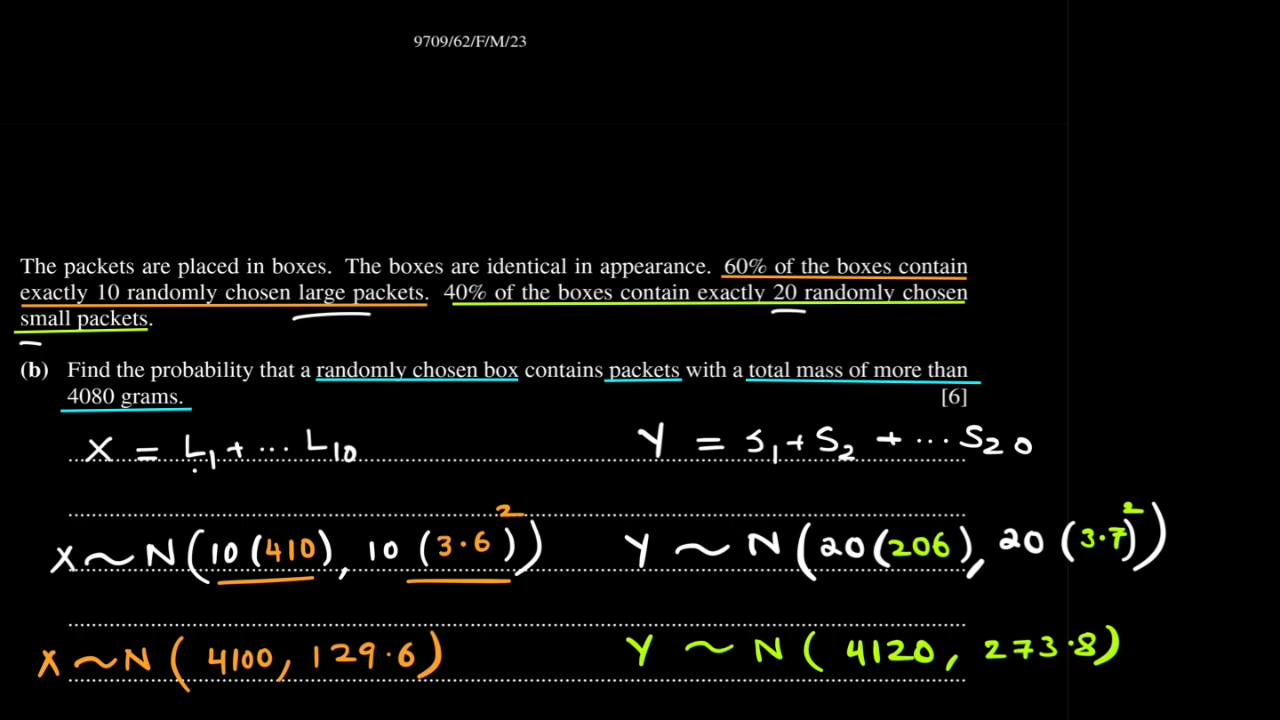 9709/62/F/M/23
The packets are placed in boxes. The boxes are identical in appearance. 60% of the boxes contain
exactly 10 randomly chosen large packets. 40% of the boxes contain exactly 20 randomly chosen
small packets.
(b) Find the probability that a randomly chosen box contains packets with a total mass of more than
4080 grams. [6]
X = L₁ + ... L₁₀
Y = S₁ + S₂ + ... S₂₀
X ~ N(10(410), 10(3.6)²)
Y ~ N(20(206), 20(3.7)²)
X ~ N(4100, 129.6)
Y ~ N(4120, 273.8)